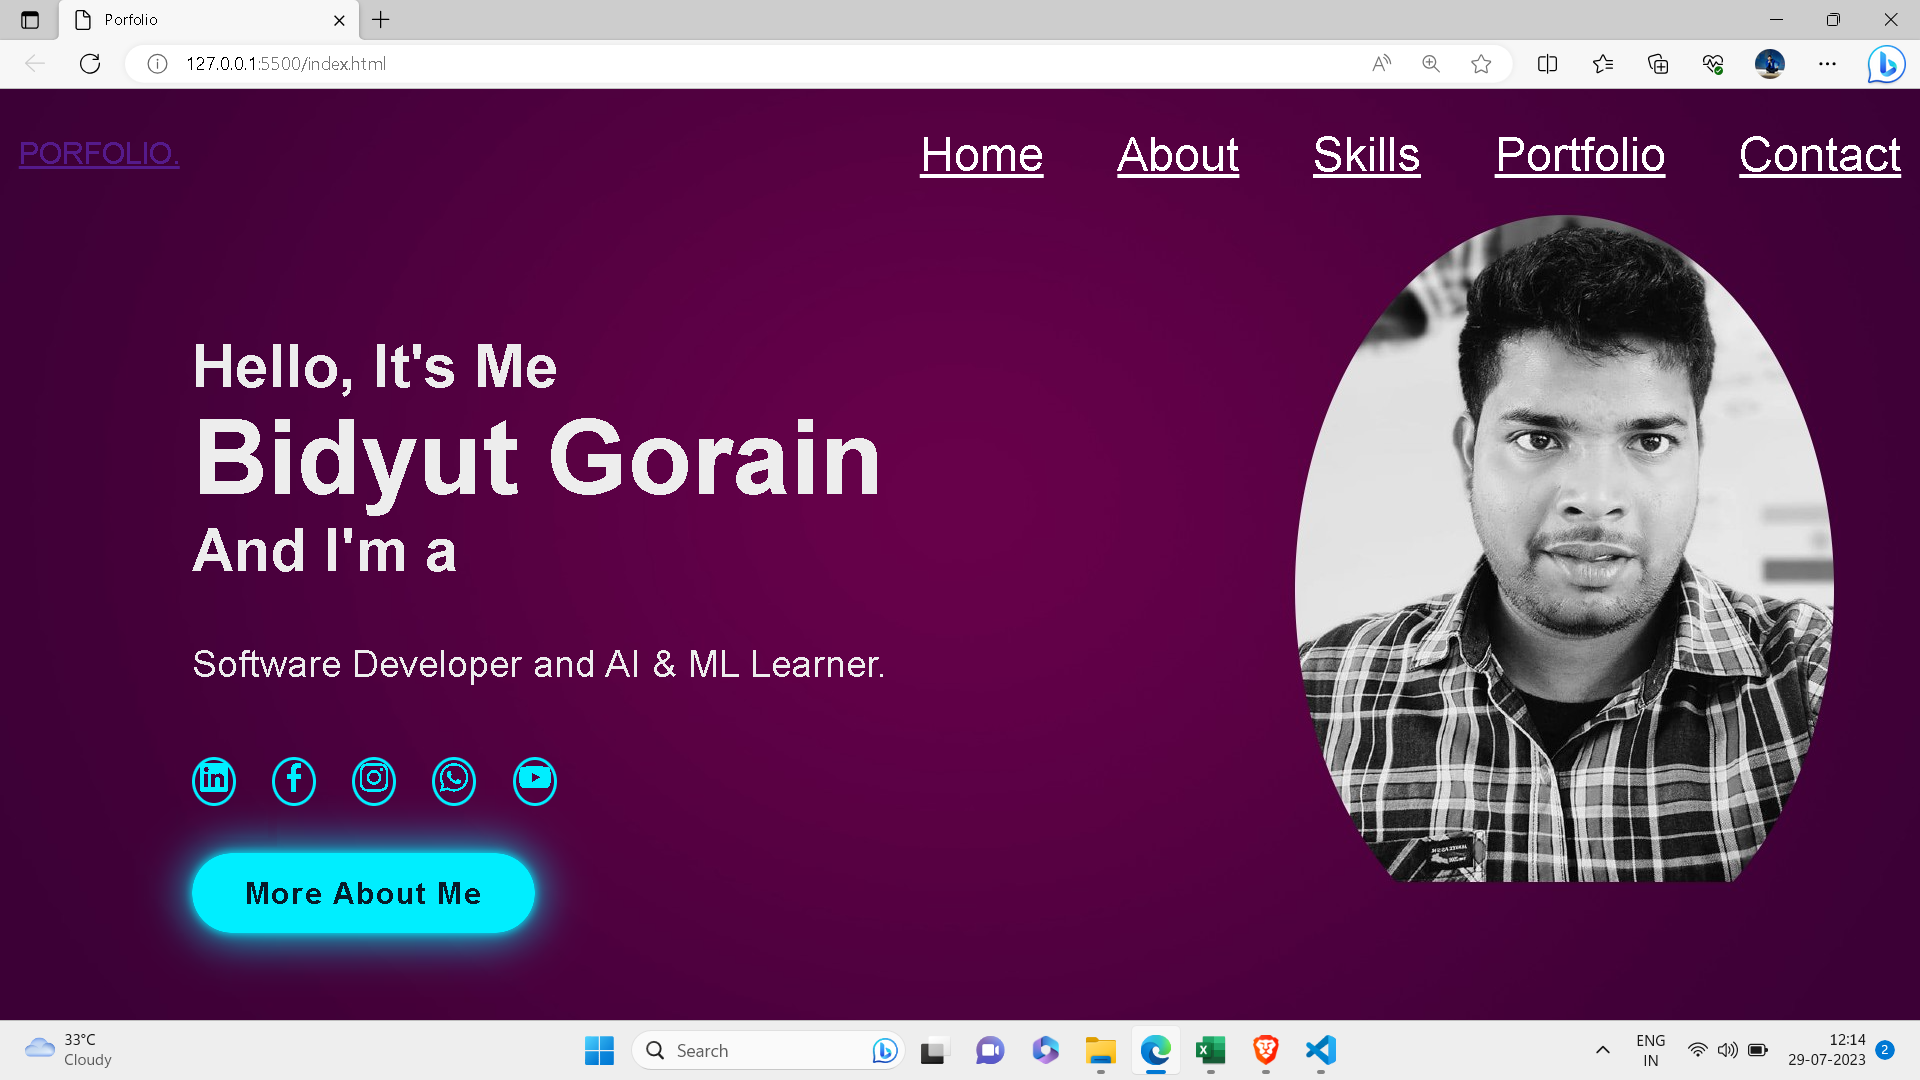 Porfolio
127.0.0.1:5500/index.html
PORFOLIO.
Home About Skills Portfolio Contact
Hello, It's Me
Bidyut Gorain
And I'm a
Software Developer and AI & ML Learner.
More About Me
33°C
Cloudy
Search
ENG
IN
12:14
29-07-2023
2